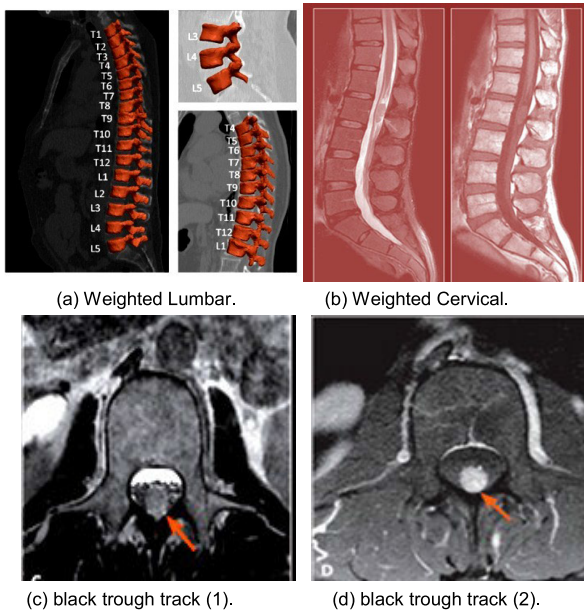 T1
T2
T3
T4
T5
T6
T7
T8
T9
T10
T11
T12
L1
L2
L3
L4
L5
L3
L4
L5
T4
T5
T6
T7
T8
T9
T10
T11
T12
L1
(a) Weighted Lumbar.
(b) Weighted Cervical.
D
(c) black trough track (1).
(d) black trough track (2).